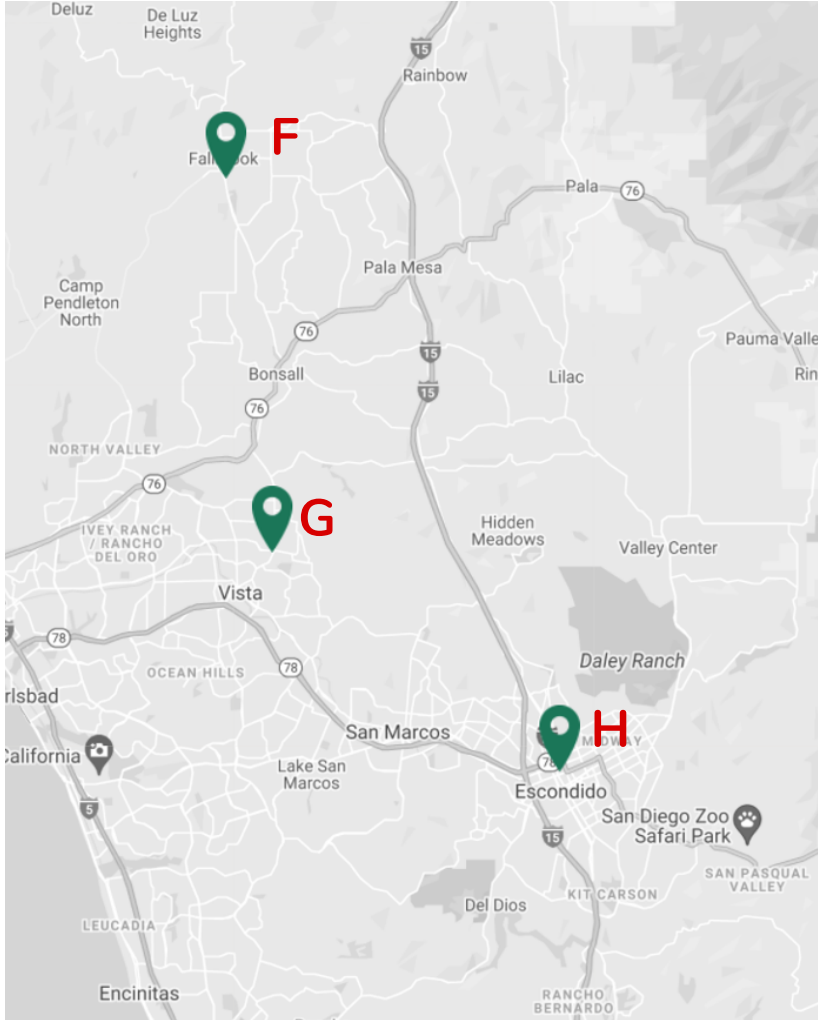 Deluz
De Luz
Heights
15
Rainbow
F
Pala
76
Pala Mesa
Camp
Pendleton
North
76
15
Pauma Valle
Bonsall
Lilac
Rin
15
76
NORTH VALLEY
76
G
IVEY RANCH
/ RANCHO
DEL ORO
Hidden
Meadows
Valley Center
Vista
78
Daley Ranch
78
OCEAN HILLS
rlsbad
San Marcos
H
MIDWAY
California
Lake San
Marcos
78
Escondido
5
San Diego Zoo
Safari Park
15
SAN PASQUAL
VALLEY
KIT CARSON
Del Dios
LEUCADIA
Encinitas
RANCHO
BERNARDO